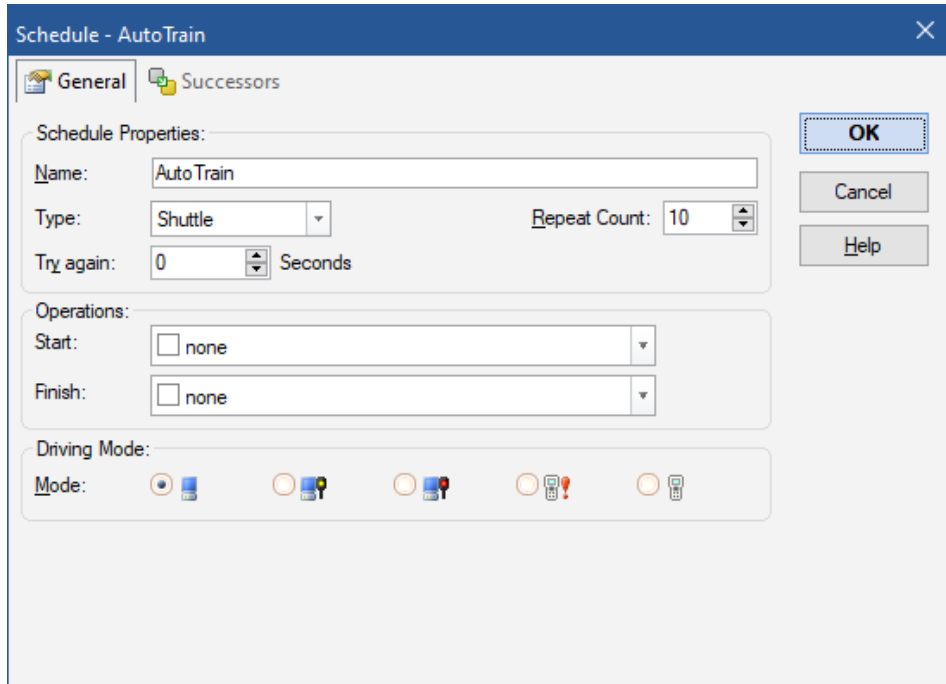 Schedule - AutoTrain
General Successors
Schedule Properties:
Name: AutoTrain
Type: Shuttle Repeat Count: 10
Try again: 0 Seconds
Operations:
Start: none
Finish: none
Driving Mode:
Mode:
OK
Cancel
Help